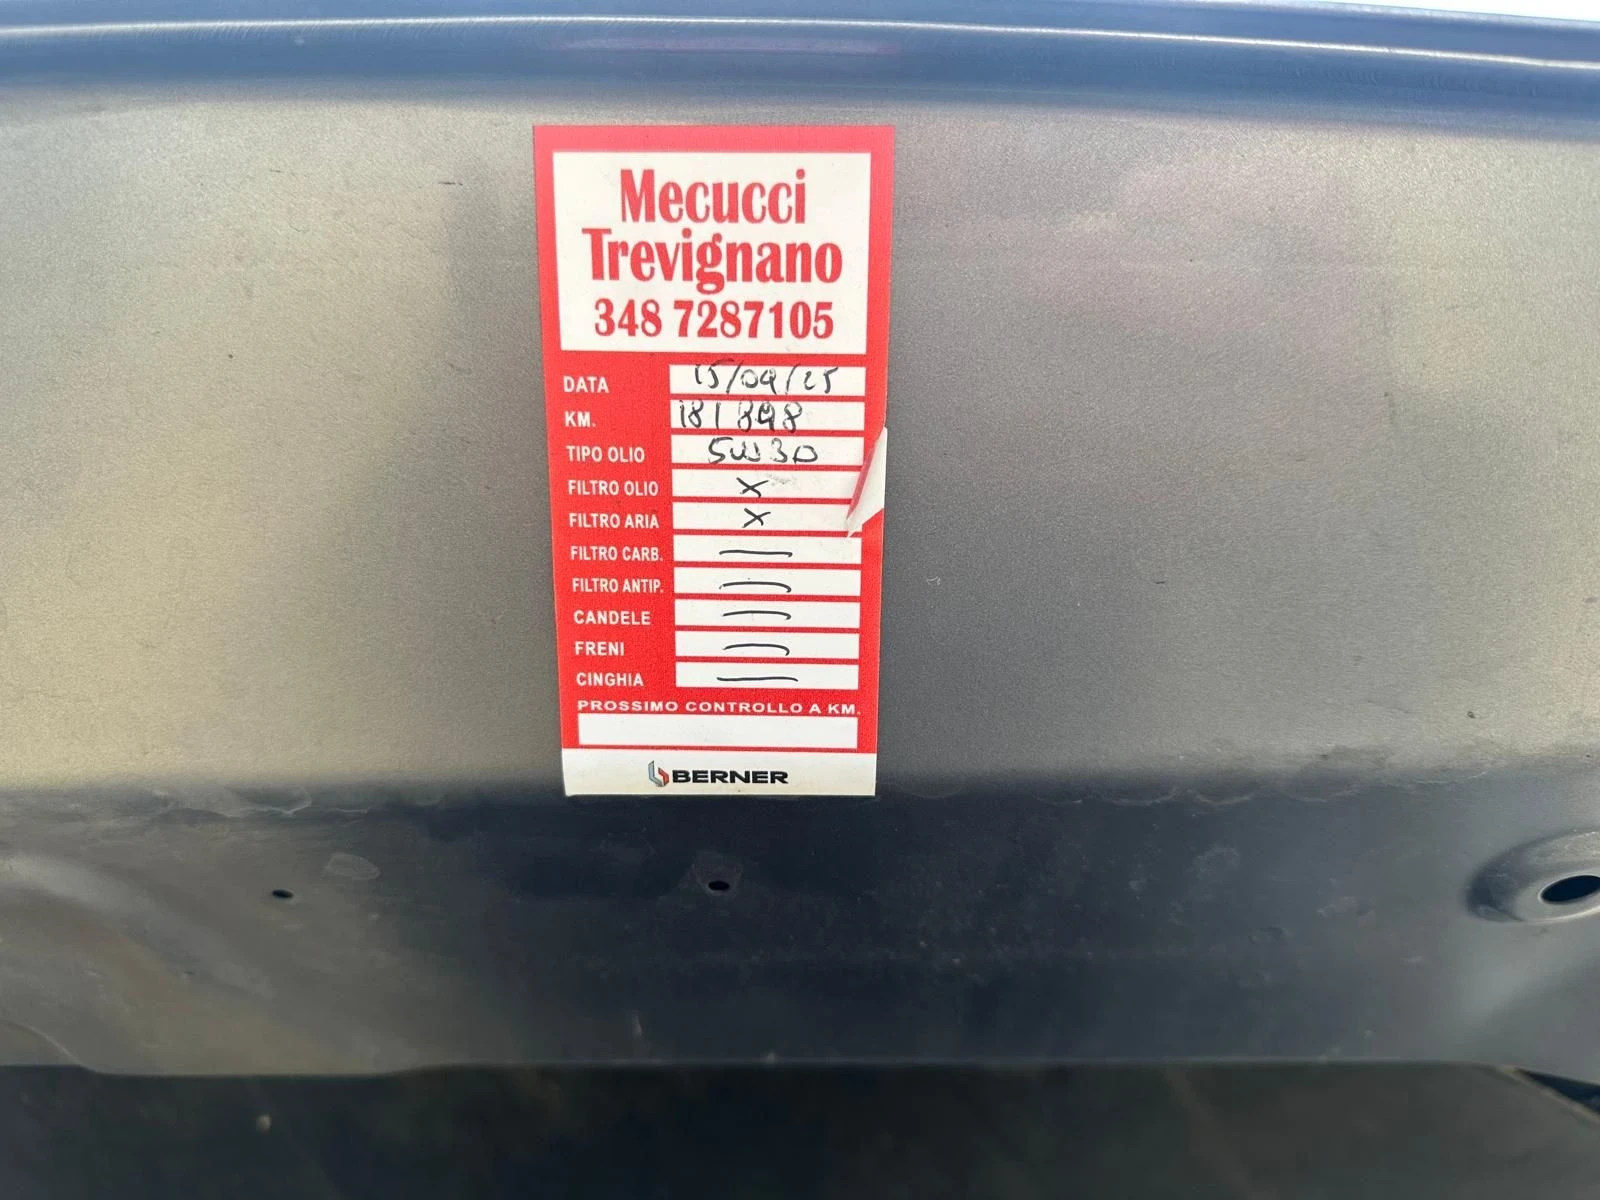 Mecucci
Trevignano
348 7287105
DATA 15/09/25
KM. 181898
TIPO OLIO 5W30
FILTRO OLIO X
FILTRO ARIA X
FILTRO CARB. —
FILTRO ANTIP. —
CANDELE —
FRENI —
CINGHIA —
PROSSIMO CONTROLLO A KM.
BERNER